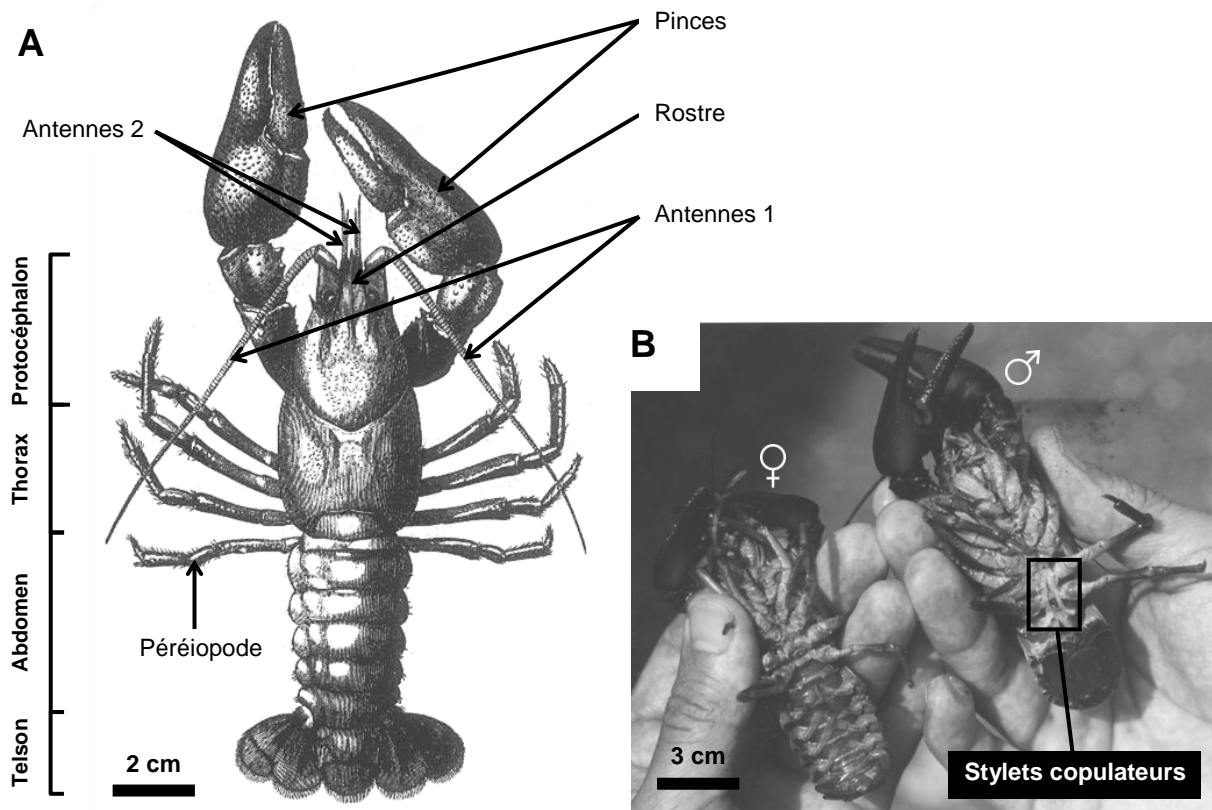 A
Pinces
Antennes 2
Rostre
Antennes 1
Protocéphalon
Thorax
Abdomen
Telson
Péréiopode
2 cm
B
♂
♀
3 cm
Stylets copulateurs